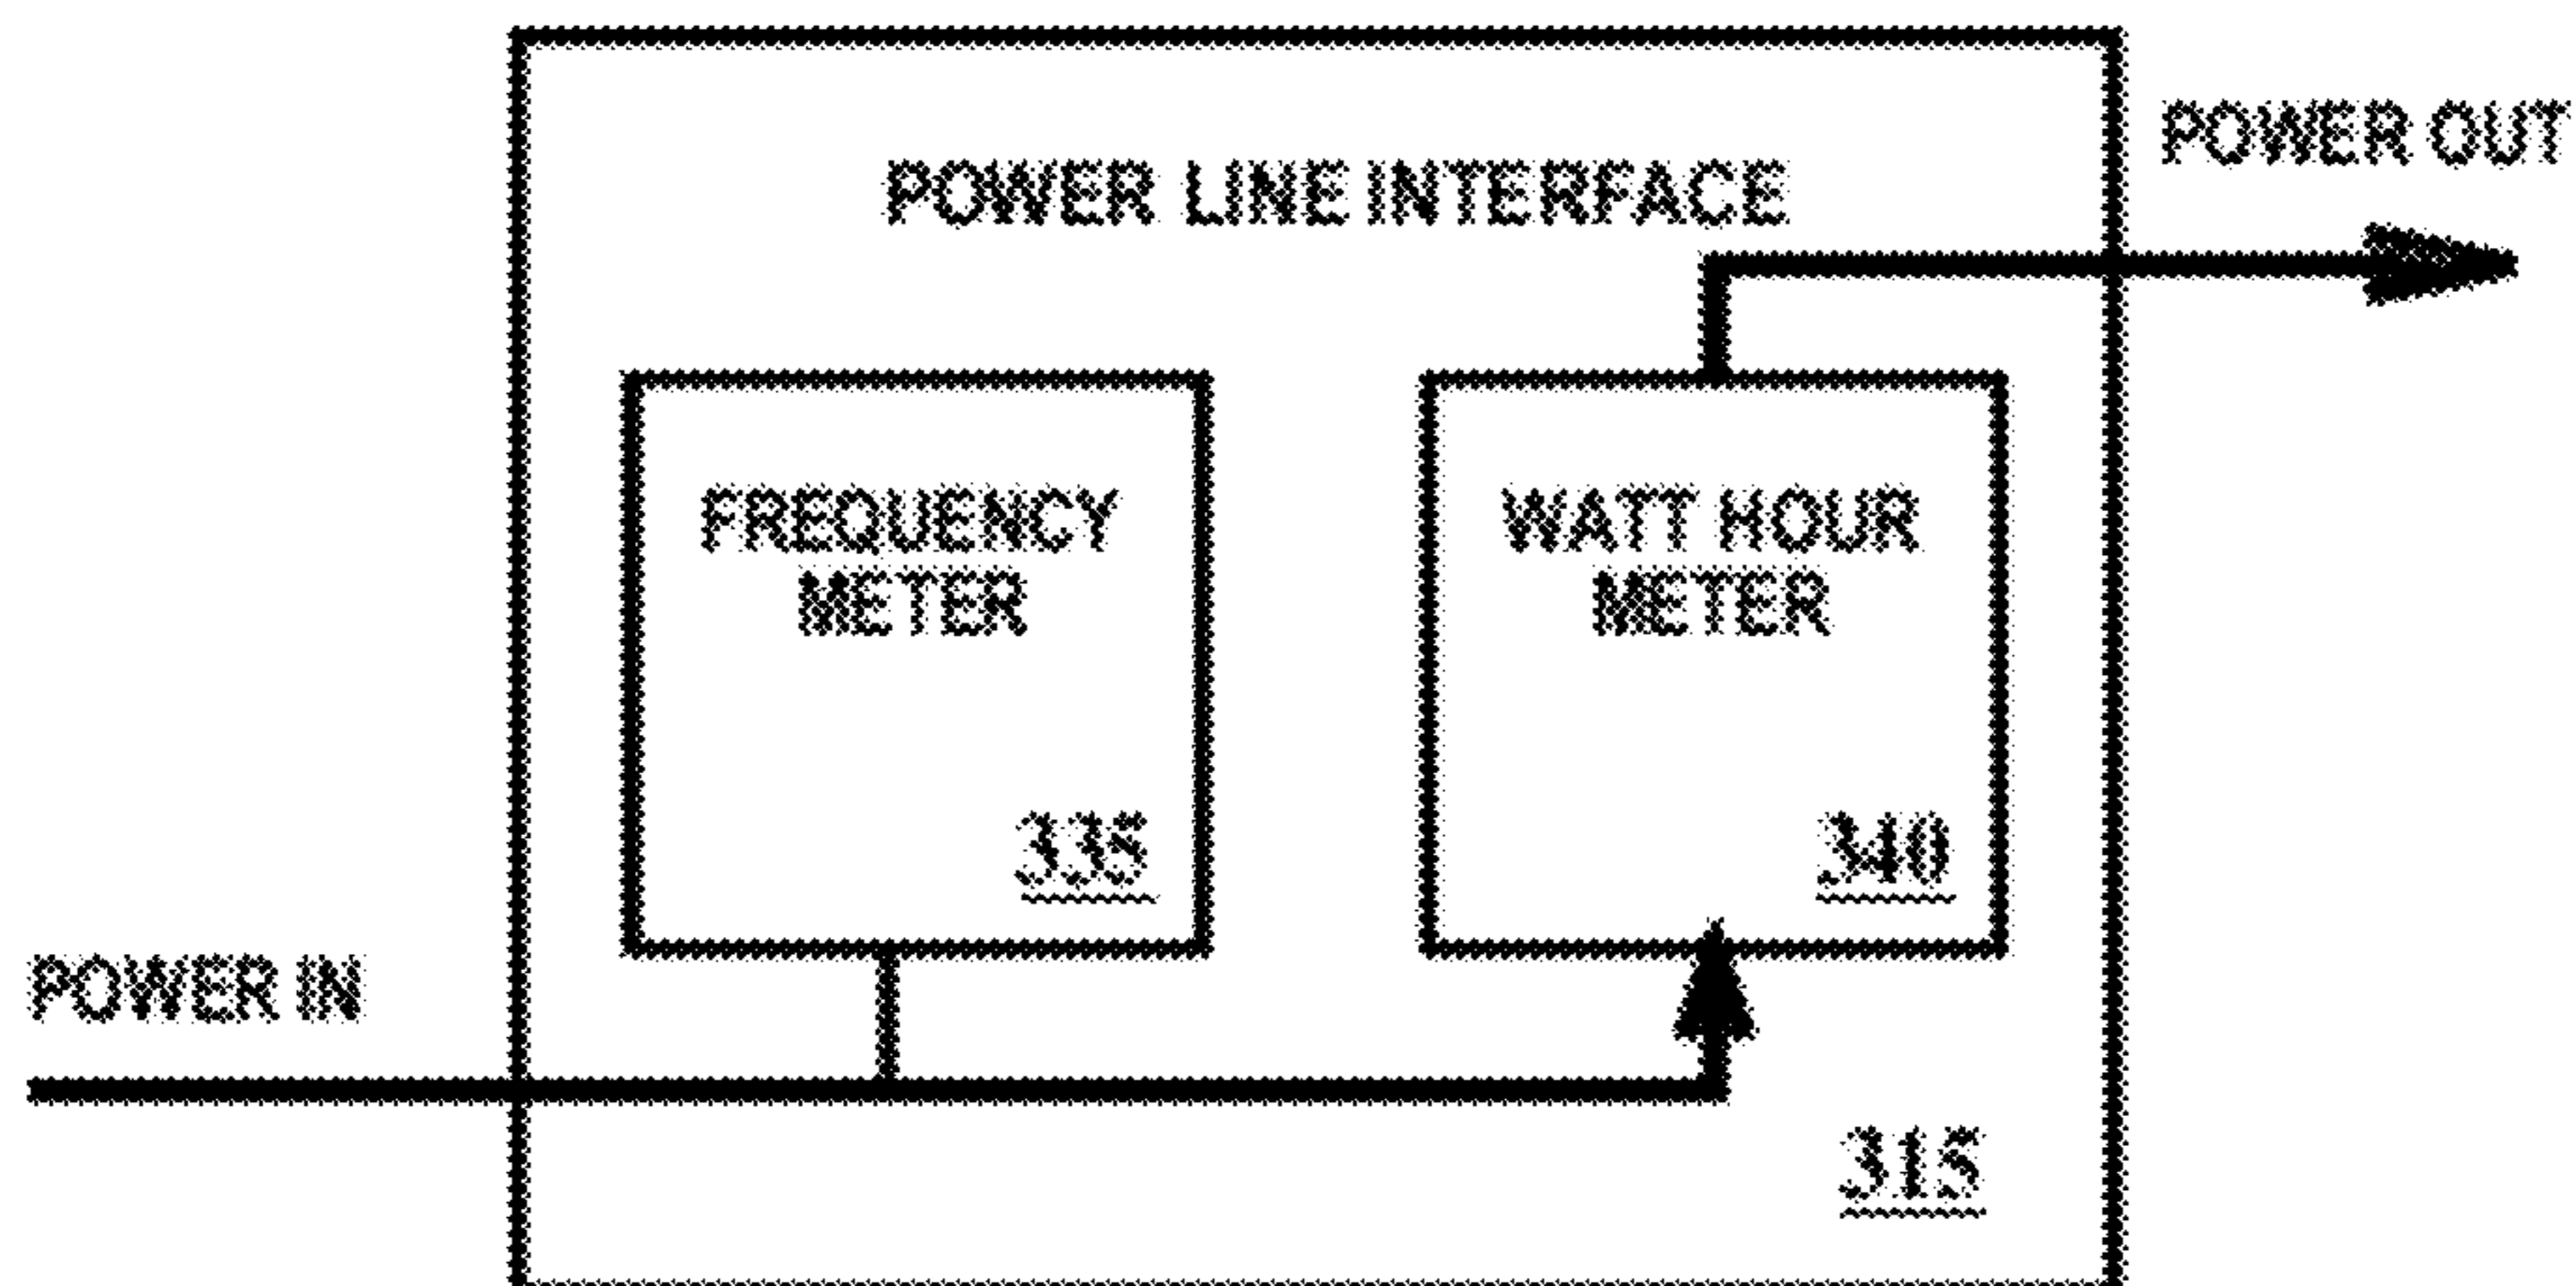 POWER OUT
POWER LINE INTERFACE
FREQUENCY
METER
335
WATT HOUR
METER
340
POWER IN
315